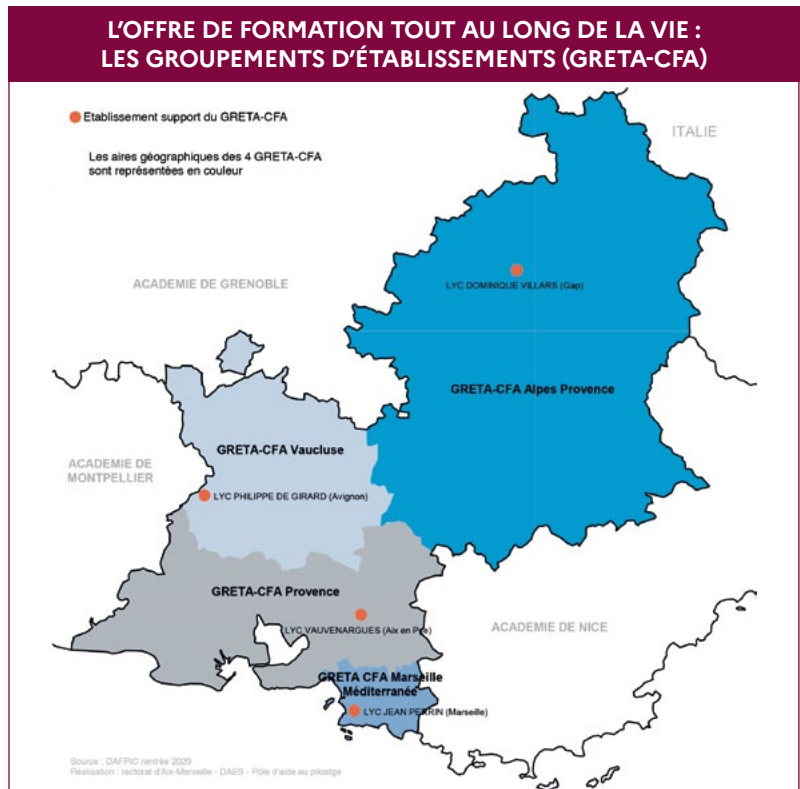 L'OFFRE DE FORMATION TOUT AU LONG DE LA VIE :
LES GROUPEMENTS D'ÉTABLISSEMENTS (GRETA-CFA)
Etablissement support du GRETA-CFA
ITALIE
Les aires géographiques des 4 GRETA-CFA
sont représentées en couleur
ACADEMIE DE GRENOBLE
LYC DOMINIQUE VILLARS (Gap)
GRETA-CFA Alpes Provence
GRETA-CFA Vaucluse
ACADEMIE DE
MONTPELLIER
LYC PHILIPPE DE GIRARD (Avignon)
GRETA-CFA Provence
LYC VAUVENARGUES (Aix en Pce)
ACADEMIE DE NICE
GRETA CFA Marseille
Méditerranée
LYC JEAN PERRIN (Marseille)
Source : DAFPIC rentrée 2020
Réalisation : rectorat d'Aix-Marseille - DAES - Pôle d'aide au pilotage